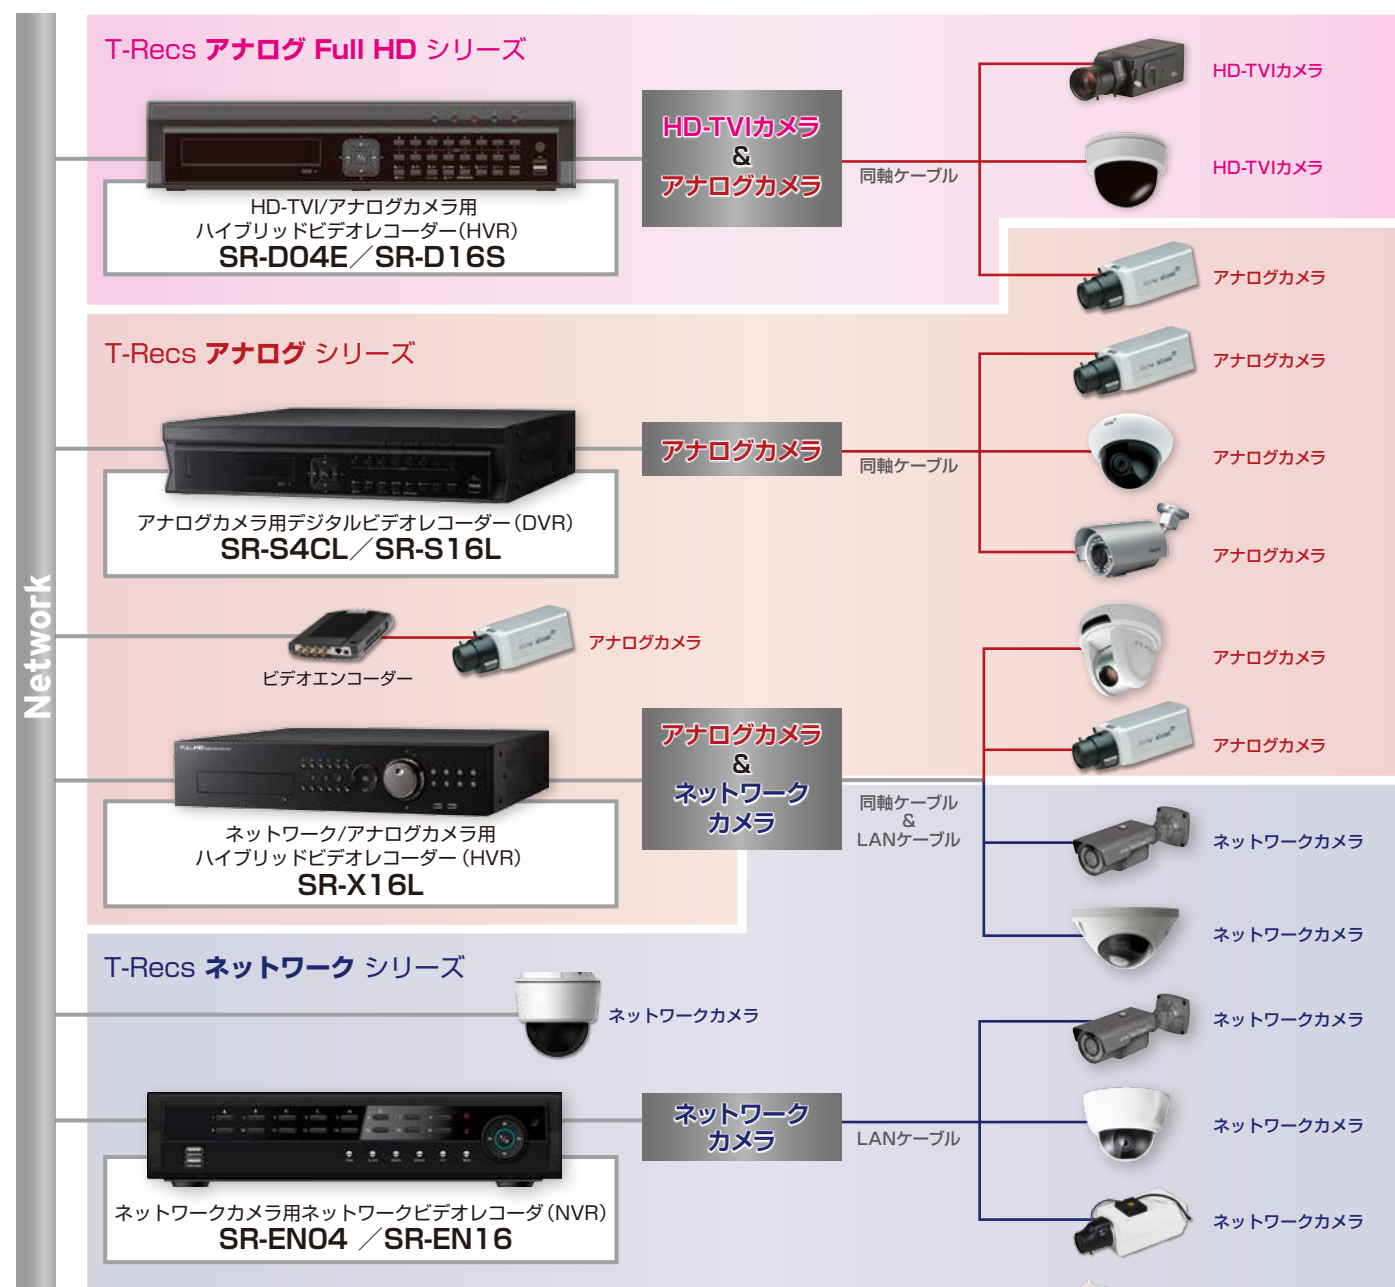 Network
T-Recs アナログ Full HD シリーズ
HD-TVI/アナログカメラ用
ハイブリッドビデオレコーダー(HVR)
SR-D04E／SR-D16S
HD-TVIカメラ
&
アナログカメラ
同軸ケーブル
HD-TVIカメラ
HD-TVIカメラ
アナログカメラ
T-Recs アナログ シリーズ
アナログカメラ用デジタルビデオレコーダー(DVR)
SR-S4CL／SR-S16L
アナログカメラ
同軸ケーブル
アナログカメラ
アナログカメラ
アナログカメラ
ビデオエンコーダー
アナログカメラ
FULL HD
ネットワーク/アナログカメラ用
ハイブリッドビデオレコーダー(HVR)
SR-X16L
アナログカメラ
&
ネットワーク
カメラ
同軸ケーブル
&
LANケーブル
アナログカメラ
アナログカメラ
ネットワークカメラ
ネットワークカメラ
T-Recs ネットワーク シリーズ
ネットワークカメラ
ネットワークカメラ用ネットワークビデオレコーダ(NVR)
SR-EN04 ／SR-EN16
ネットワーク
カメラ
LANケーブル
ネットワークカメラ
ネットワークカメラ
ネットワークカメラ